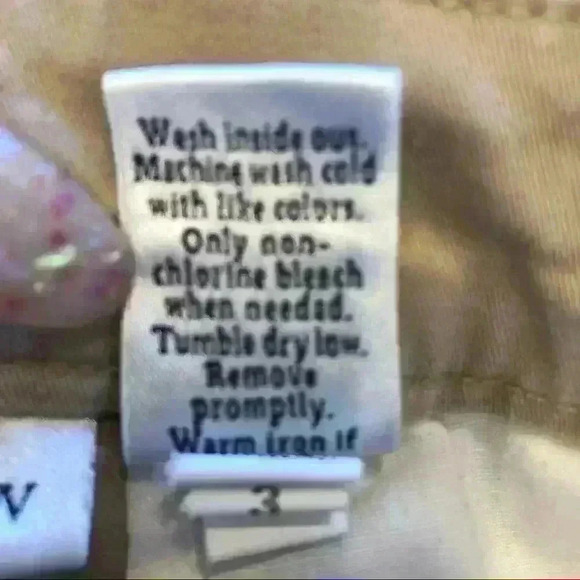 Wash inside out.
Machine wash cold
with like colors.
Only non-
chlorine bleach
when needed.
Tumble dry low.
Remove
promptly.
Warm iron if
3
V